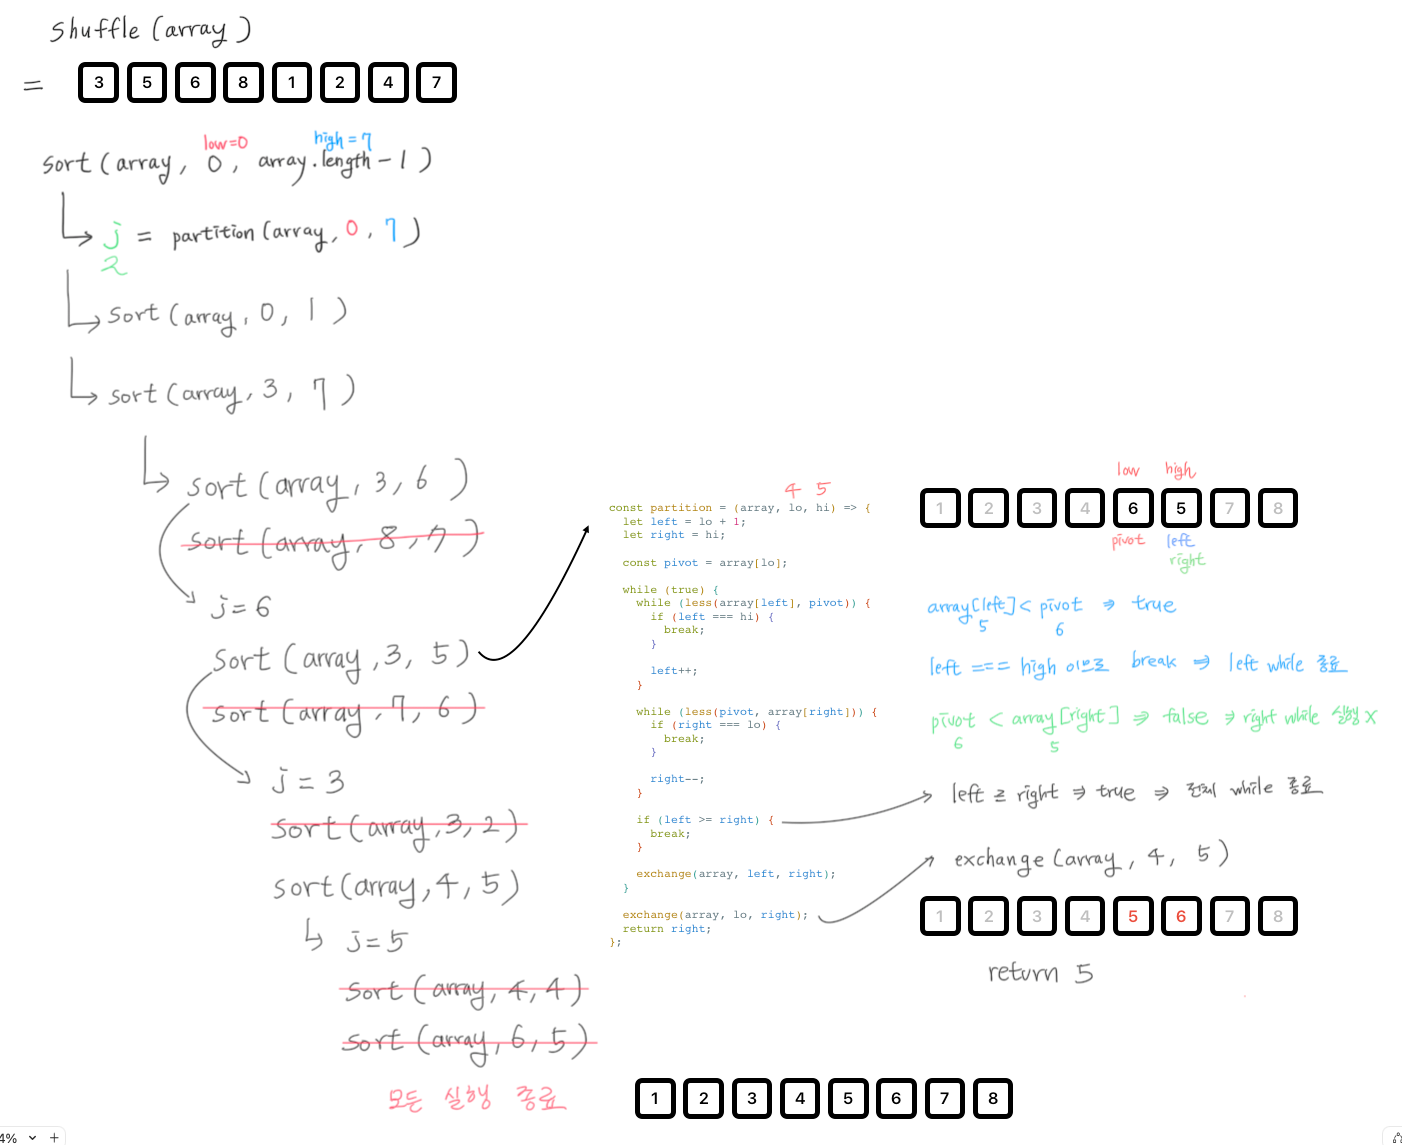 shuffle (array)
= 3 5 6 8 1 2 4 7
low=0 high=7
sort (array, 0, array.length-1)
j = partition (array, 0, 7)
2
sort (array, 0, 1)
sort (array, 3, 7)
sort (array, 3, 6)
sort (array, 8, 7)
j=6
sort (array, 3, 5)
sort (array, 7, 6)
j = 3
sort (array, 3, 2)
sort (array, 4, 5)
j=5
sort (array, 4, 4)
sort (array, 6, 5)
모든 실행 종료
4 5
const partition = (array, lo, hi) => {
let left = lo + 1;
let right = hi;
const pivot = array[lo];
while (true) {
while (less(array[left], pivot)) {
if (left === hi) {
break;
}
left++;
}
while (less(pivot, array[right])) {
if (right === lo) {
break;
}
right--;
}
if (left >= right) {
break;
}
exchange(array, left, right);
}
exchange(array, lo, right);
return right;
};
low high
1 2 3 4 6 5 7 8
pivot left
right
array[left] < pivot ⇒ true
5 6
left === high 이므로 break ⇒ left while 종료
pivot < array[right] ⇒ false ⇒ right while 실행 X
6 5
left ≥ right ⇒ true ⇒ 전체 while 종료
exchange (array, 4, 5)
1 2 3 4 5 6 7 8
return 5
1 2 3 4 5 6 7 8
4%
+